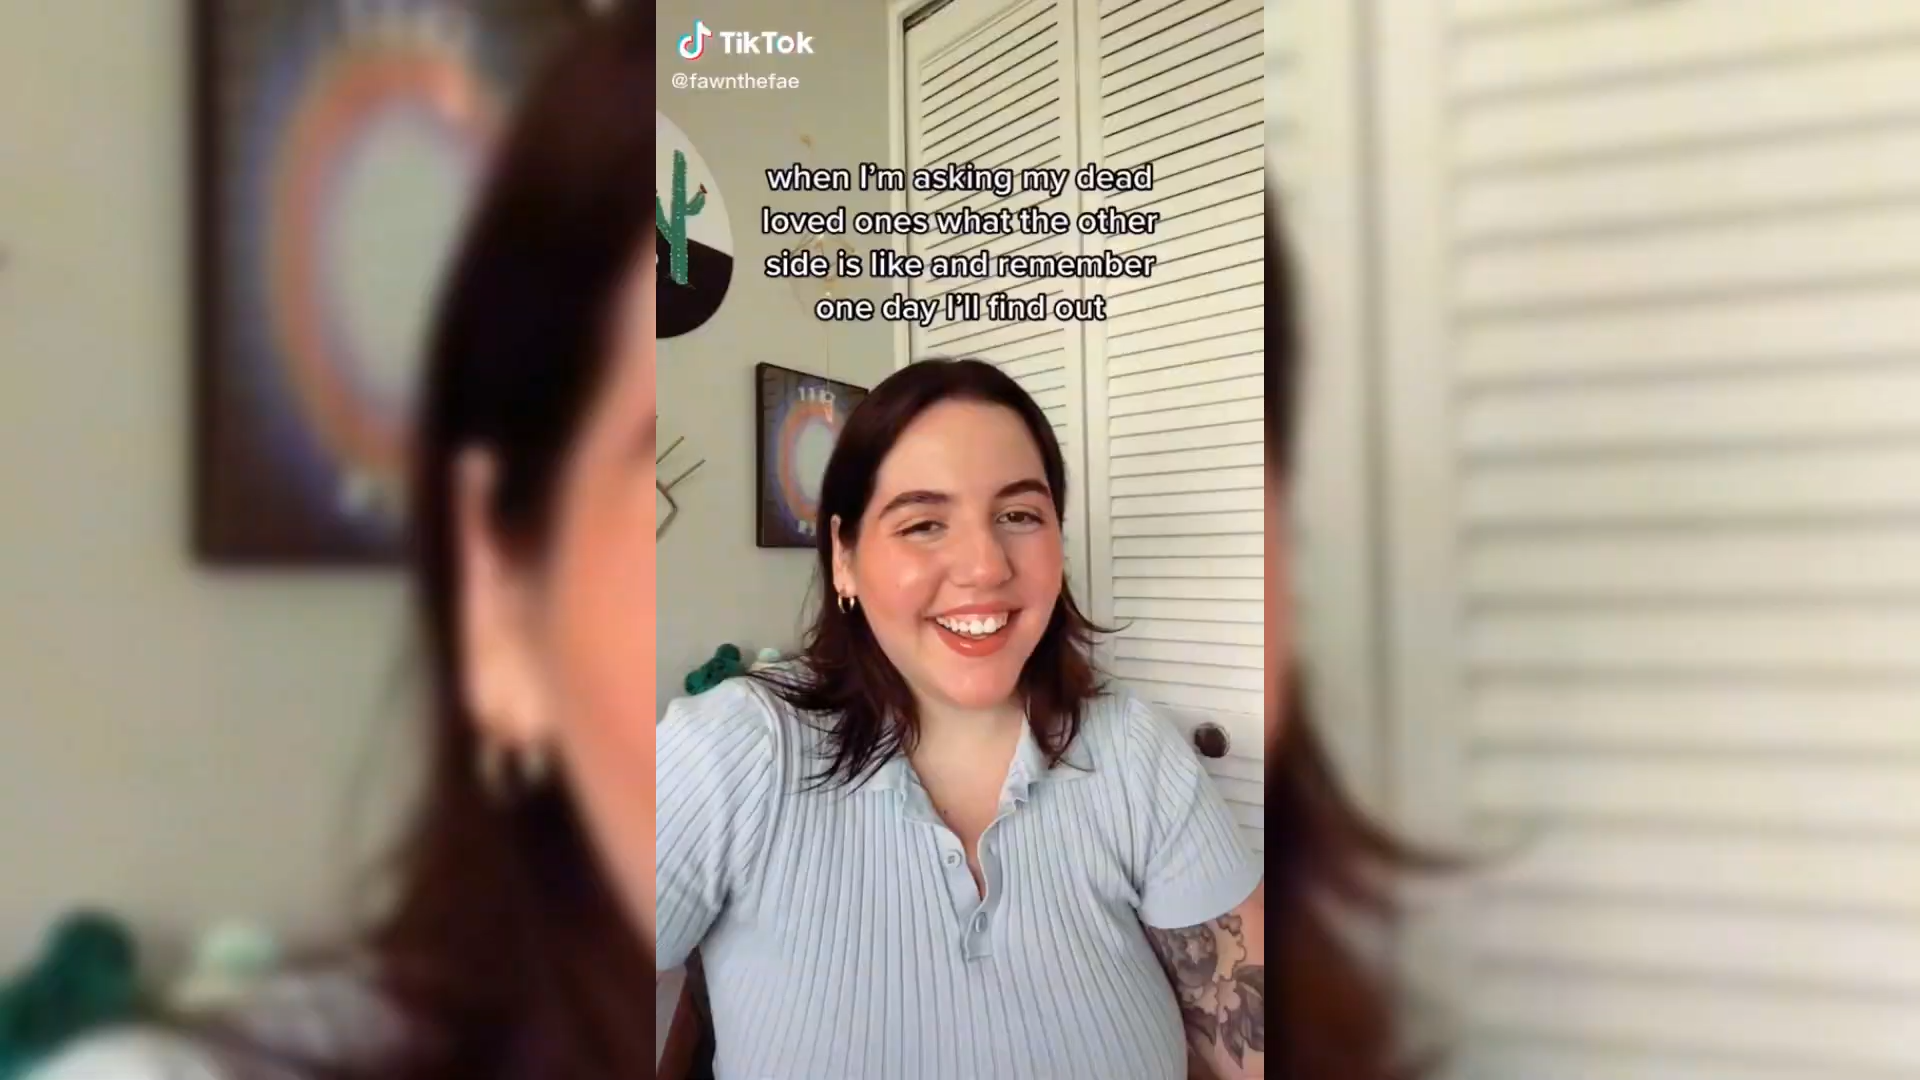 TikTok
@fawnthefae
when I'm asking my dead
loved ones what the other
side is like and remember
one day I'll find out